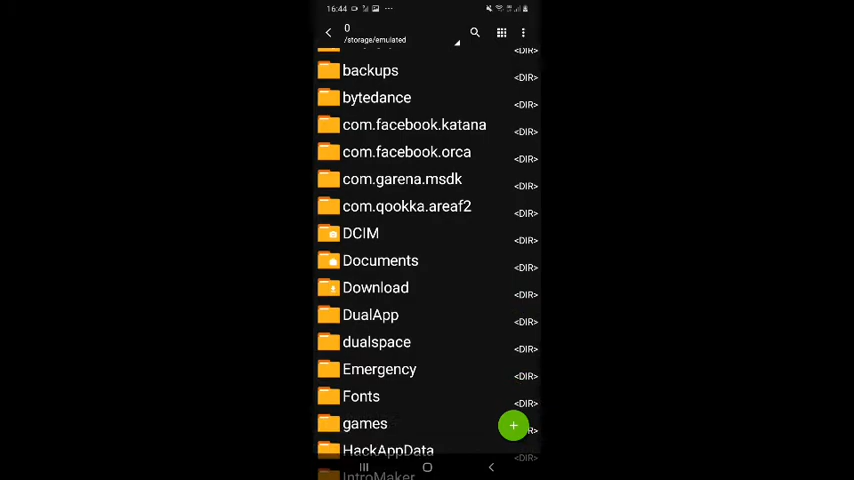 16:44
0
/storage/emulated
<DIR>
backups <DIR>
bytedance <DIR>
com.facebook.katana <DIR>
com.facebook.orca <DIR>
com.garena.msdk <DIR>
com.qookka.areaf2 <DIR>
DCIM <DIR>
Documents <DIR>
Download <DIR>
DualApp <DIR>
dualspace <DIR>
Emergency <DIR>
Fonts <DIR>
games <DIR>
HackAppData <DIR>
IntroMaker